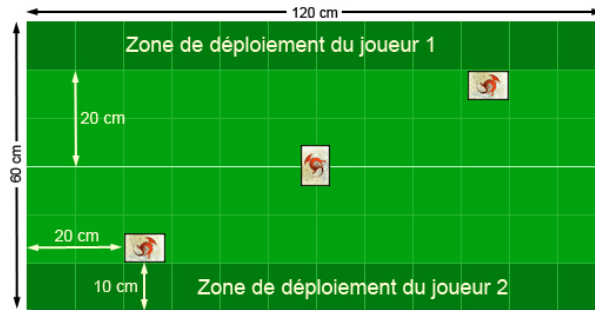 120 cm
Zone de déploiement du joueur 1
20 cm
60 cm
20 cm
10 cm
Zone de déploiement du joueur 2